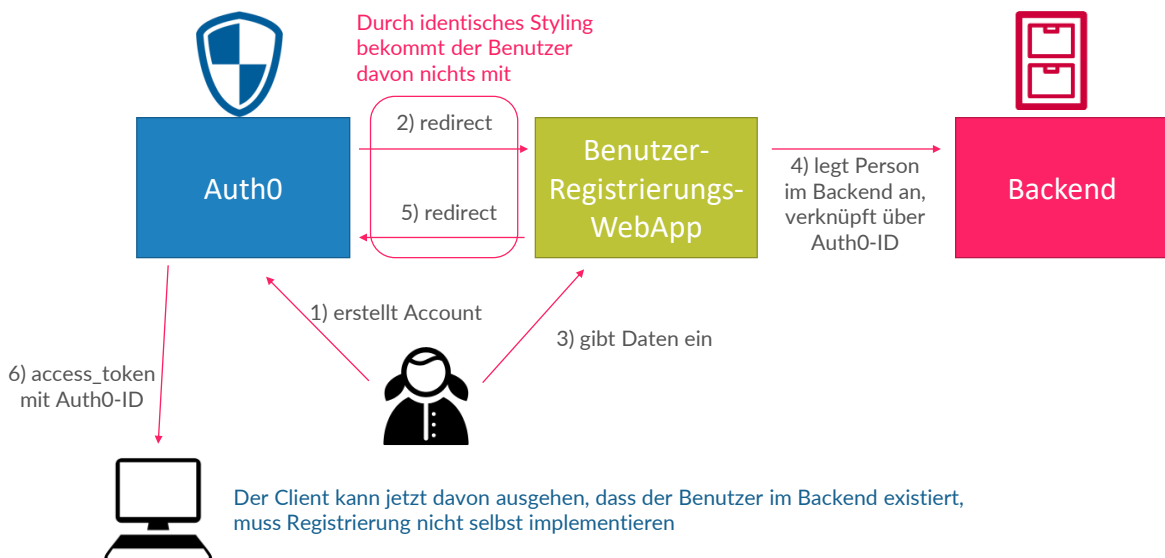 Durch identisches Styling
bekommt der Benutzer
davon nichts mit
2) redirect
Auth0
5) redirect
Benutzer-
Registrierungs-
WebApp
4) legt Person
im Backend an,
verknüpft über
Auth0-ID
Backend
1) erstellt Account
3) gibt Daten ein
6) access_token
mit Auth0-ID
Der Client kann jetzt davon ausgehen, dass der Benutzer im Backend existiert,
muss Registrierung nicht selbst implementieren